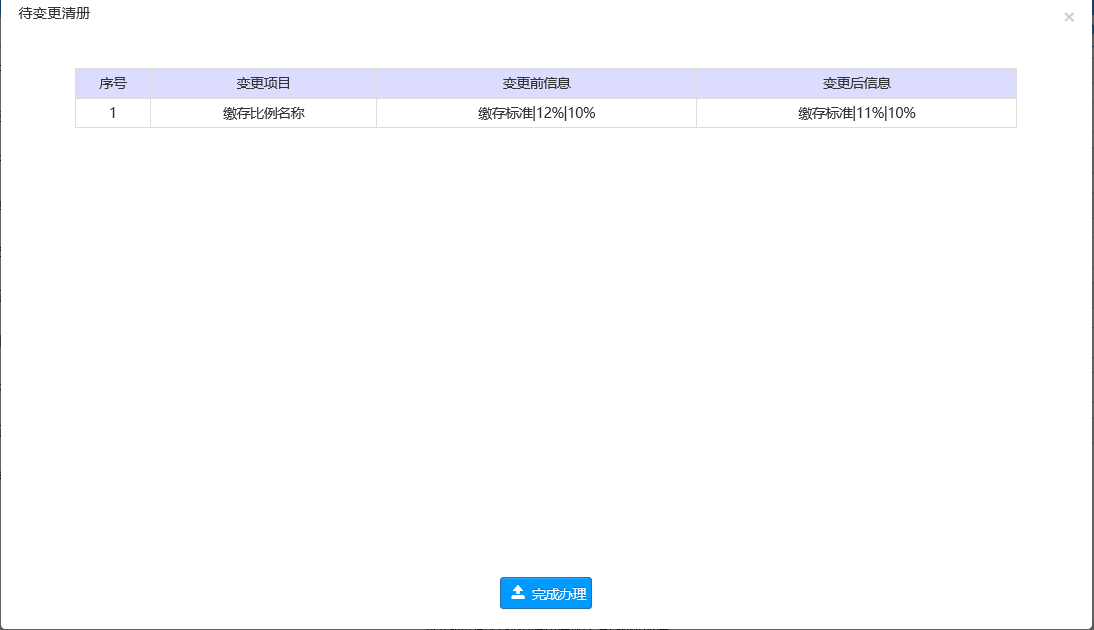 待变更清册
×
序号 变更项目 变更前信息 变更后信息
1 缴存比例名称 缴存标准|12%|10% 缴存标准|11%|10%
完成办理